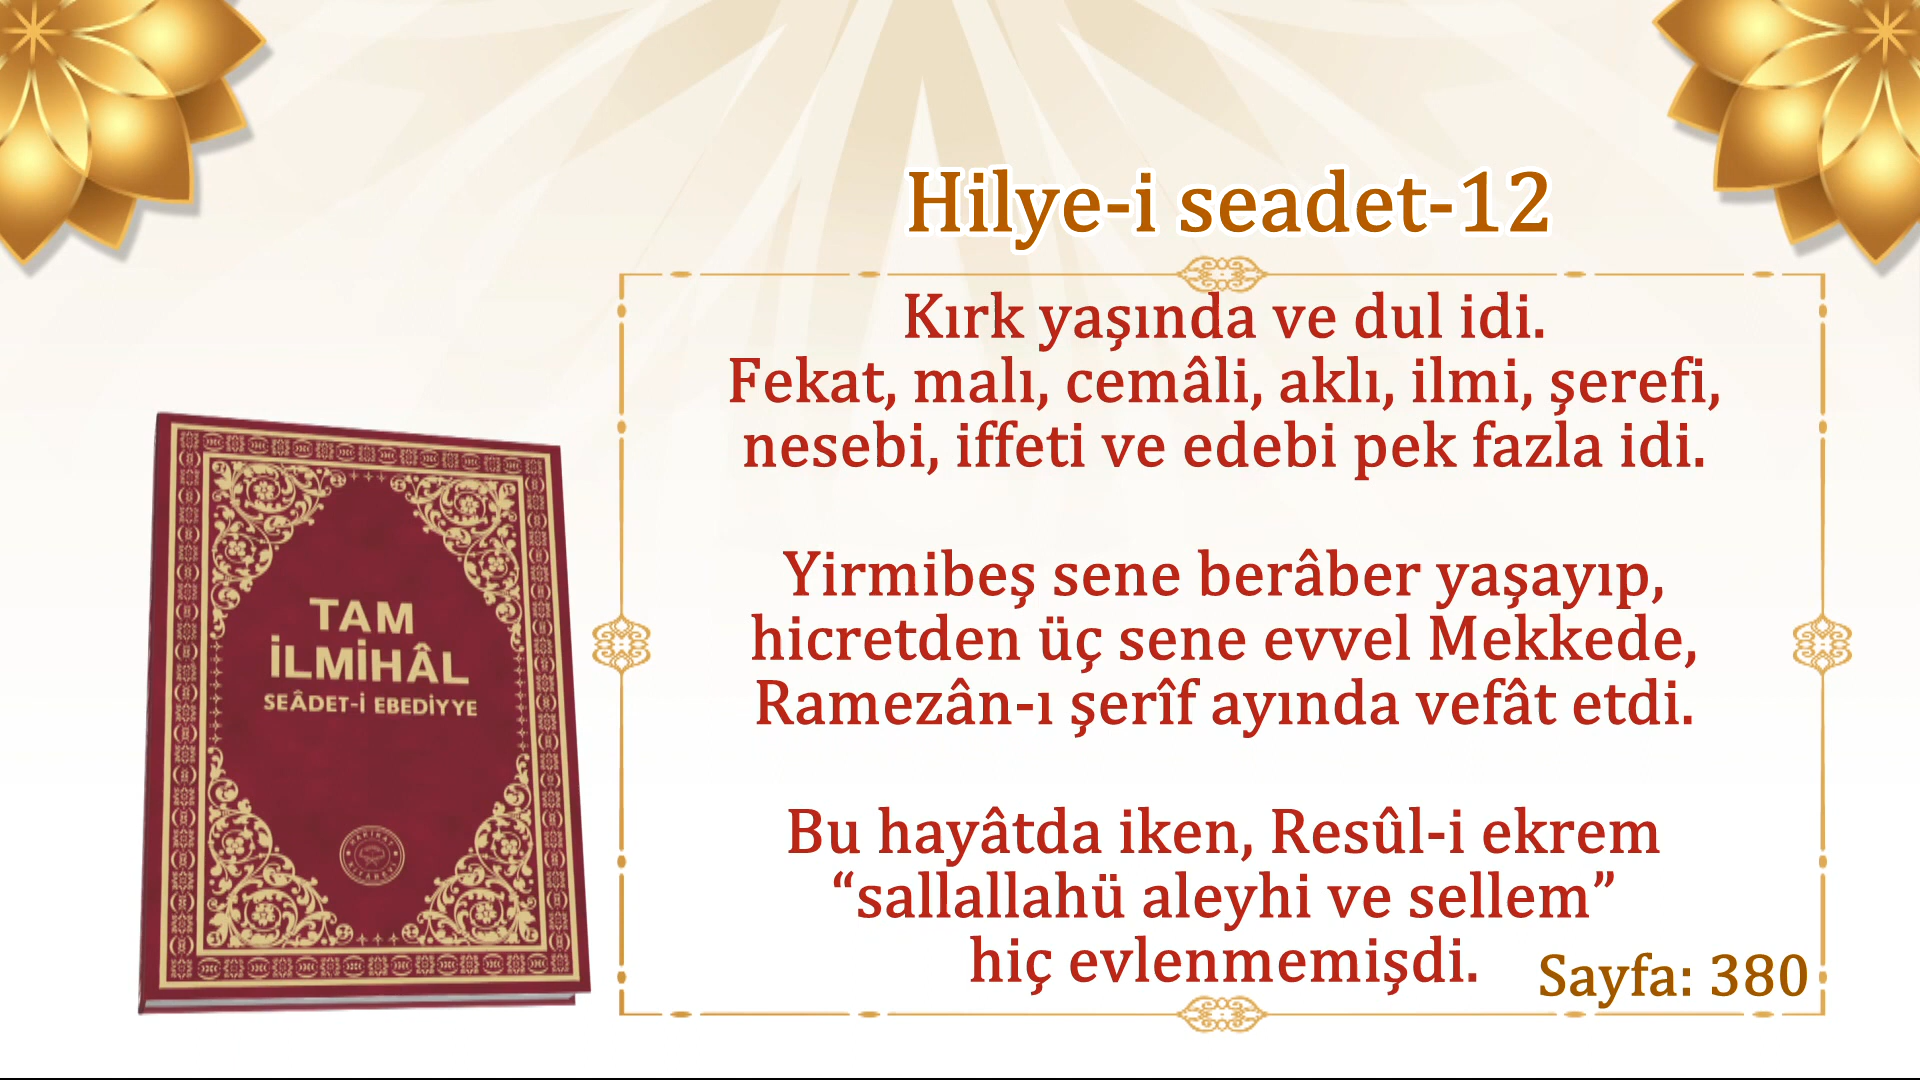 Hilye-i seadet-12
Kırk yaşında ve dul idi.
Fekat, malı, cemâli, aklı, ilmi, şerefi,
nesebi, iffeti ve edebi pek fazla idi.
Yirmibeş sene berâber yaşayıp,
hicretden üç sene evvel Mekkede,
Ramezân-ı şerîf ayında vefât etdi.
Bu hayâtda iken, Resûl-i ekrem
“sallallahü aleyhi ve sellem”
hiç evlenmemişdi.
Sayfa: 380
TAM
İLMİHÂL
SEÂDET-İ EBEDİYYE